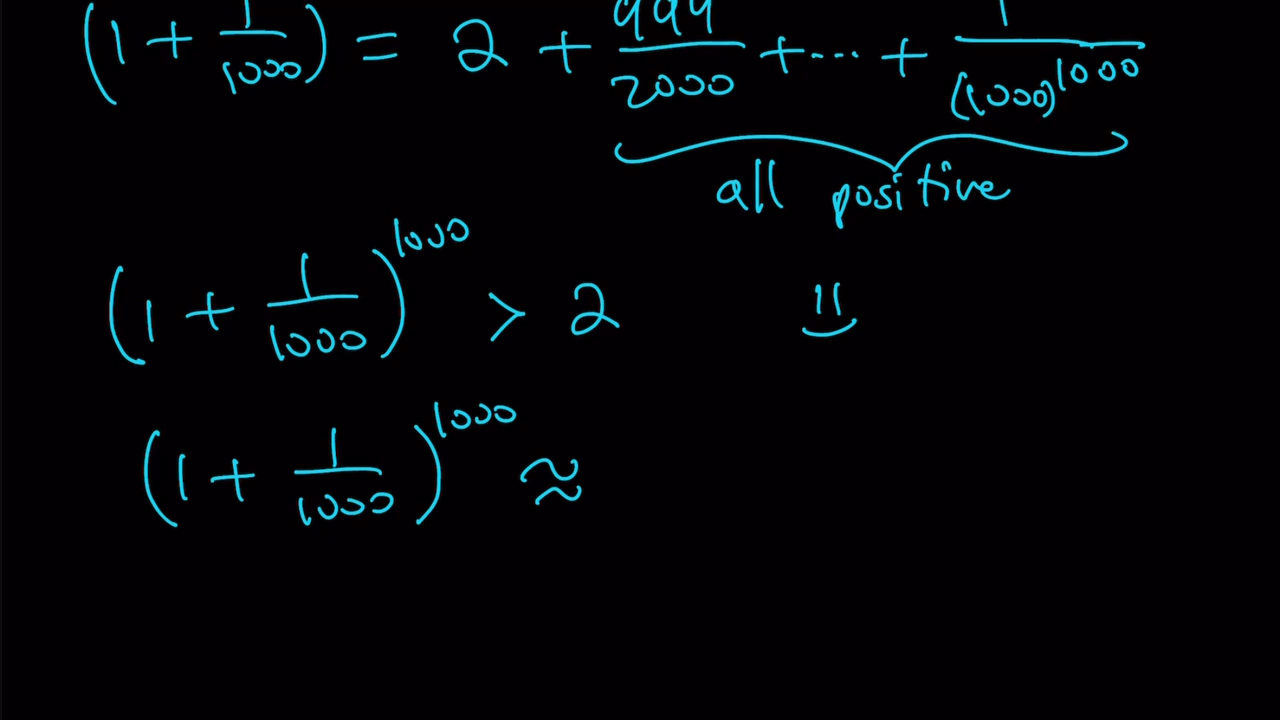 (1 + 1/1000) = 2 + 999/2000 + ... + 1/(1000)^1000
all positive
(1 + 1/1000)^1000 > 2
(1 + 1/1000)^1000 ≈